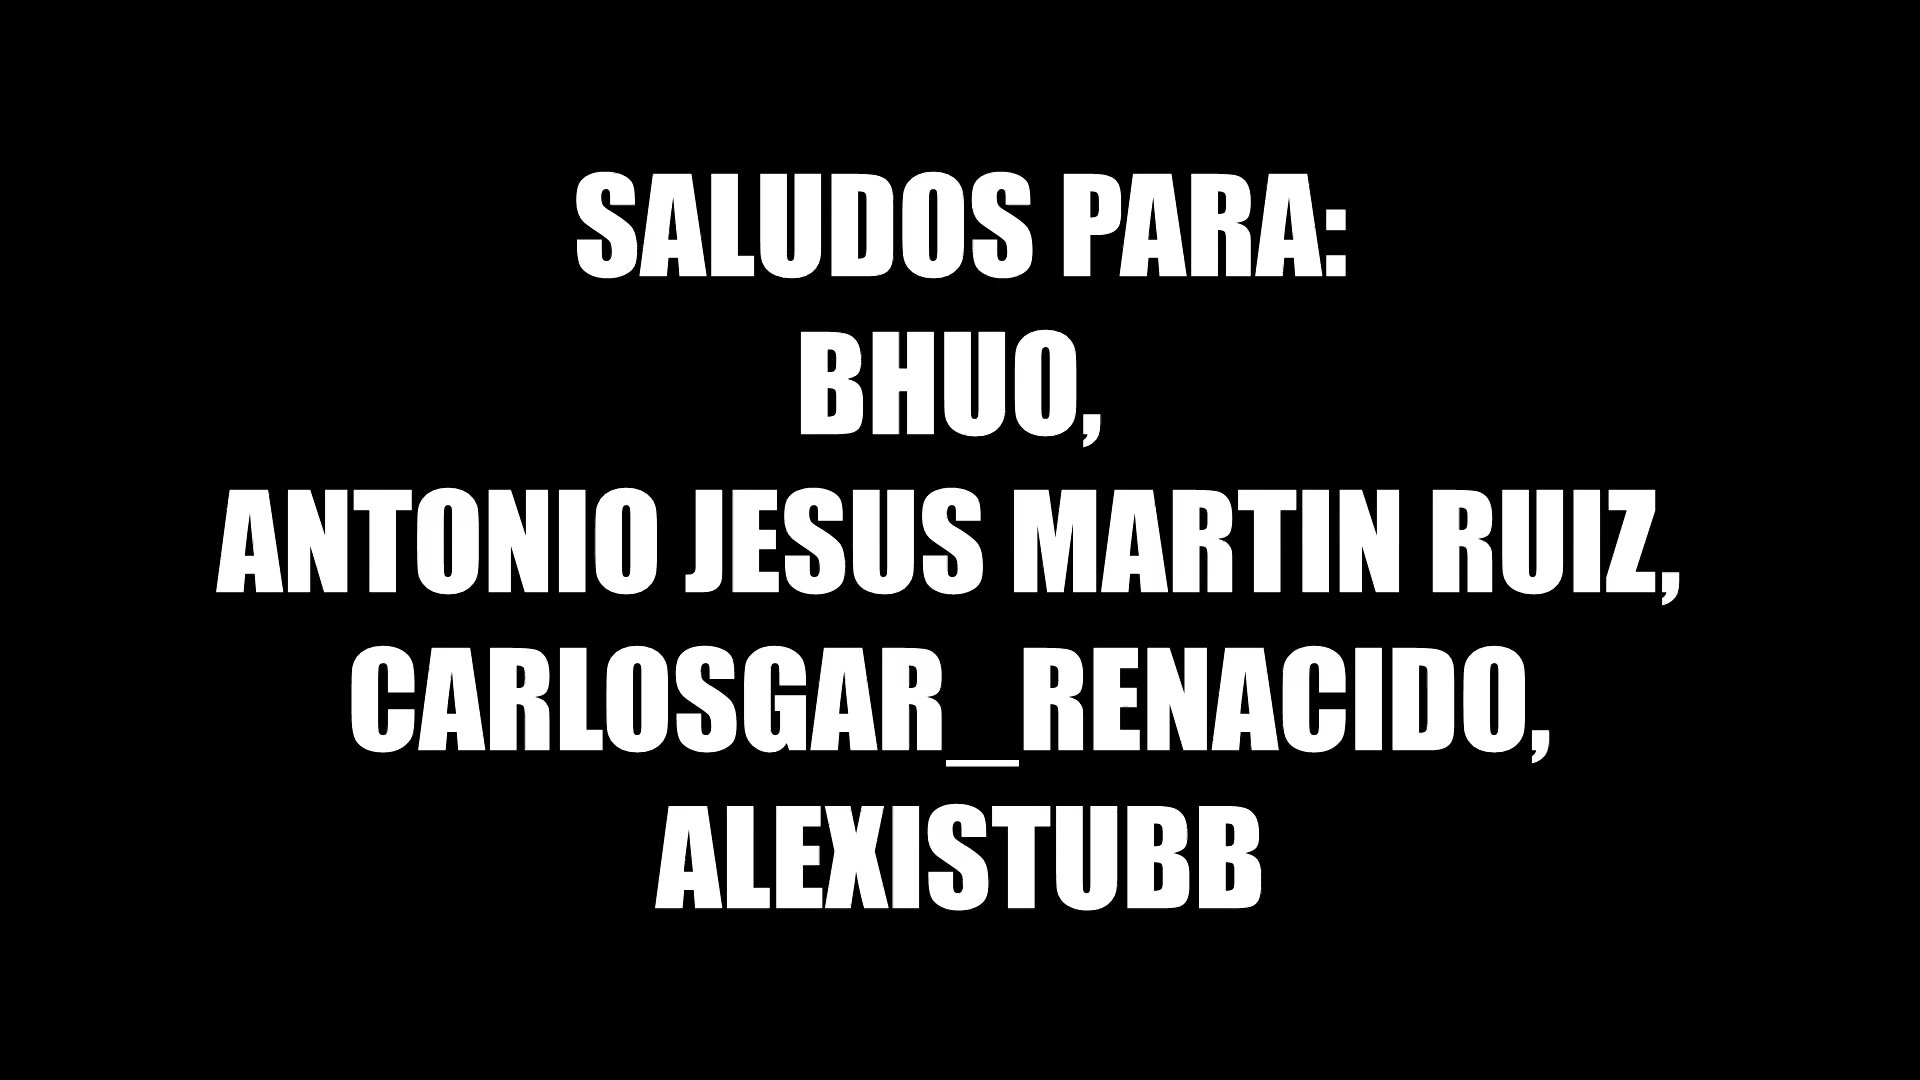 SALUDOS PARA:
BHUO,
ANTONIO JESUS MARTIN RUIZ,
CARLOSGAR_RENACIDO,
ALEXISTUBB